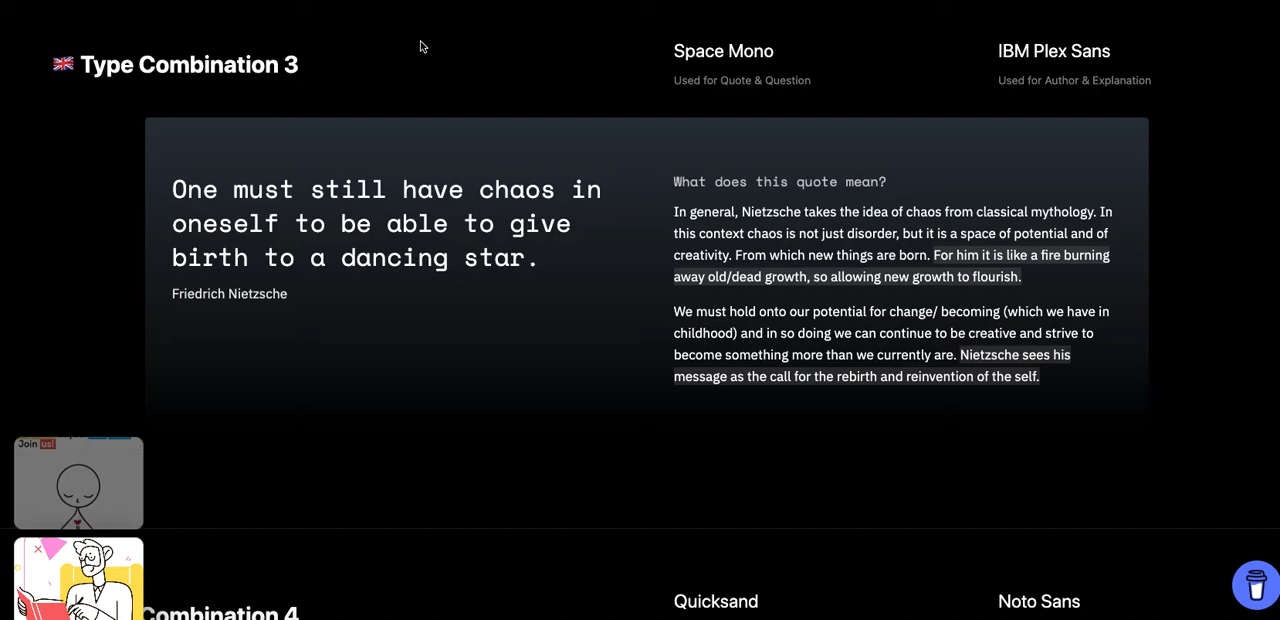 🇬🇧 Type Combination 3
Space Mono
Used for Quote & Question
IBM Plex Sans
Used for Author & Explanation
One must still have chaos in
oneself to be able to give
birth to a dancing star.
Friedrich Nietzsche
What does this quote mean?
In general, Nietzsche takes the idea of chaos from classical mythology. In
this context chaos is not just disorder, but it is a space of potential and of
creativity. From which new things are born. For him it is like a fire burning
away old/dead growth, so allowing new growth to flourish.
We must hold onto our potential for change/ becoming (which we have in
childhood) and in so doing we can continue to be creative and strive to
become something more than we currently are. Nietzsche sees his
message as the call for the rebirth and reinvention of the self.
Join us!
Combination 4
Quicksand
Noto Sans